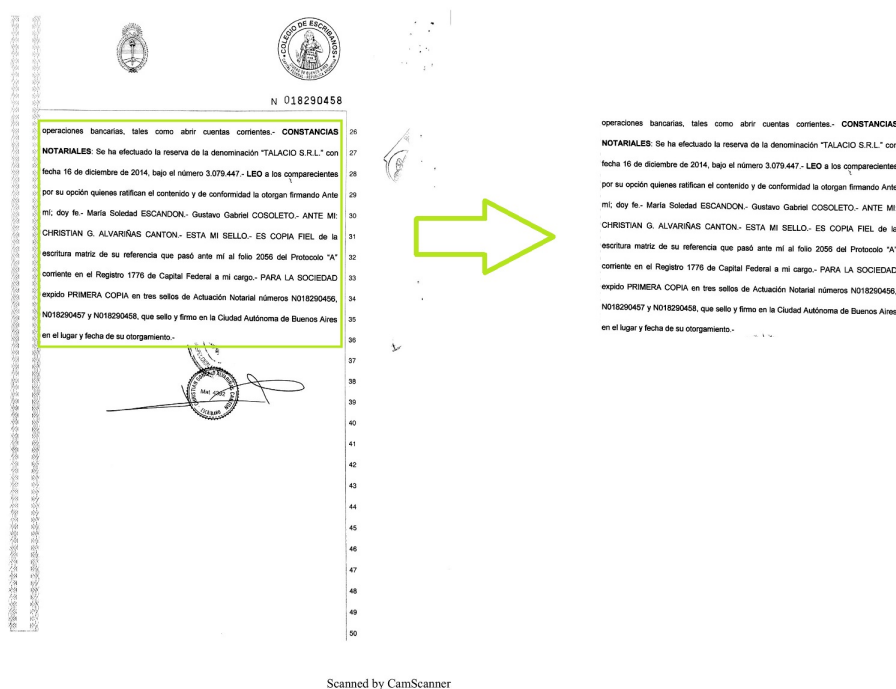 COLEGIO DE ESCRIBANOS
N 018290458
operaciones bancarias, tales como abrir cuentas corrientes.- CONSTANCIAS 26
NOTARIALES: Se ha efectuado la reserva de la denominación "TALACIO S.R.L." con 27
fecha 16 de diciembre de 2014, bajo el número 3.079.447.- LEO a los comparecientes 28
por su opción quienes ratifican el contenido y de conformidad la otorgan firmando Ante 29
mí; doy fe.- María Soledad ESCANDON.- Gustavo Gabriel COSOLETO.- ANTE MI: 30
CHRISTIAN G. ALVARIÑAS CANTON.- ESTA MI SELLO.- ES COPIA FIEL de la 31
escritura matriz de su referencia que pasó ante mí al folio 2056 del Protocolo "A" 32
corriente en el Registro 1776 de Capital Federal a mi cargo.- PARA LA SOCIEDAD 33
expido PRIMERA COPIA en tres sellos de Actuación Notarial números N018290456, 34
N018290457 y N018290458, que sello y firmo en la Ciudad Autónoma de Buenos Aires 35
en el lugar y fecha de su otorgamiento.- 36
37
38
Mat. 4392
39
40
41
42
43
44
45
46
47
48
49
50
operaciones bancarias, tales como abrir cuentas corrientes.- CONSTANCIAS
NOTARIALES: Se ha efectuado la reserva de la denominación "TALACIO S.R.L." con
fecha 16 de diciembre de 2014, bajo el número 3.079.447.- LEO a los comparecientes
por su opción quienes ratifican el contenido y de conformidad la otorgan firmando Ante
mí; doy fe.- María Soledad ESCANDON.- Gustavo Gabriel COSOLETO.- ANTE MI:
CHRISTIAN G. ALVARIÑAS CANTON.- ESTA MI SELLO.- ES COPIA FIEL de la
escritura matriz de su referencia que pasó ante mí al folio 2056 del Protocolo "A"
corriente en el Registro 1776 de Capital Federal a mi cargo.- PARA LA SOCIEDAD
expido PRIMERA COPIA en tres sellos de Actuación Notarial números N018290456,
N018290457 y N018290458, que sello y firmo en la Ciudad Autónoma de Buenos Aires
en el lugar y fecha de su otorgamiento.-
Scanned by CamScanner